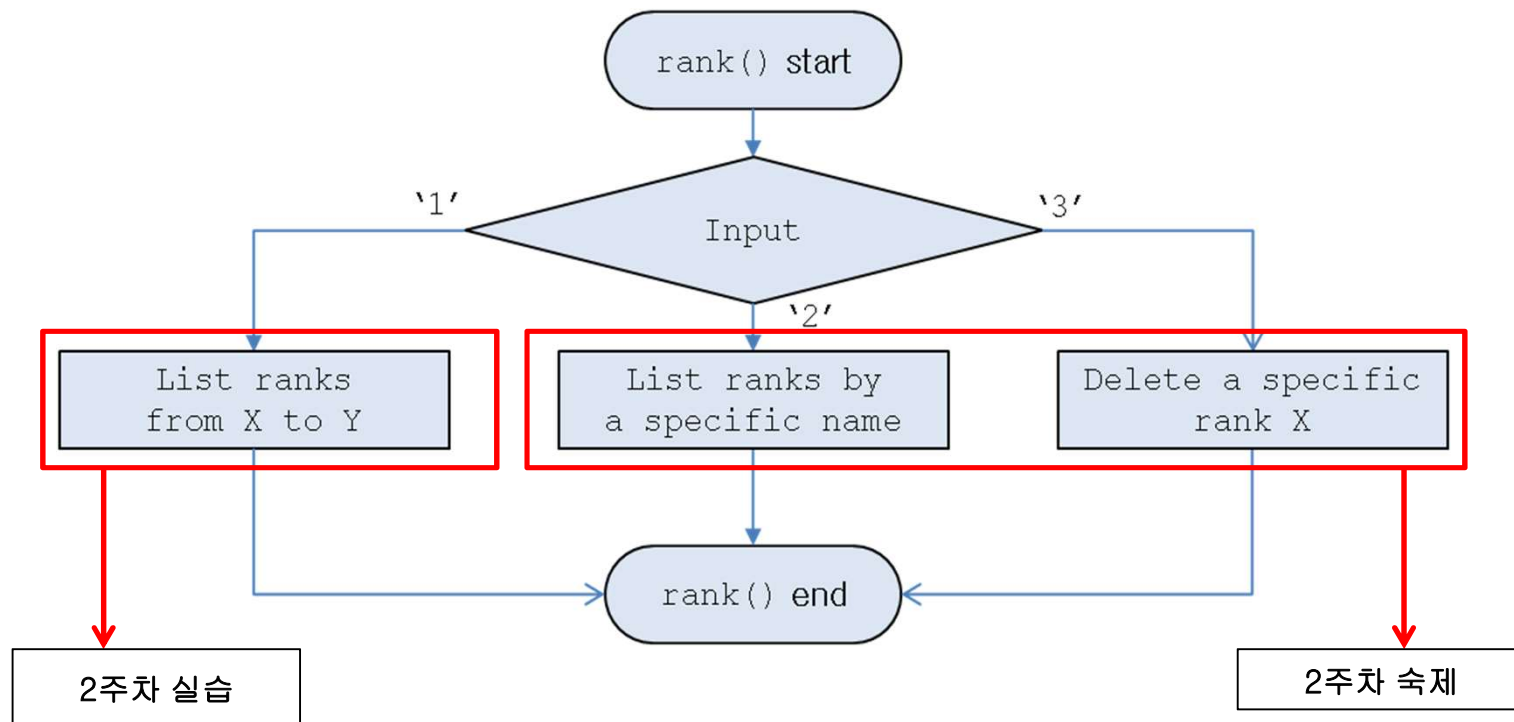 rank() start
‘1’
‘3’
Input
‘2’
List ranks
from X to Y
List ranks by
a specific name
Delete a specific
rank X
rank() end
2주차 실습
2주차 숙제